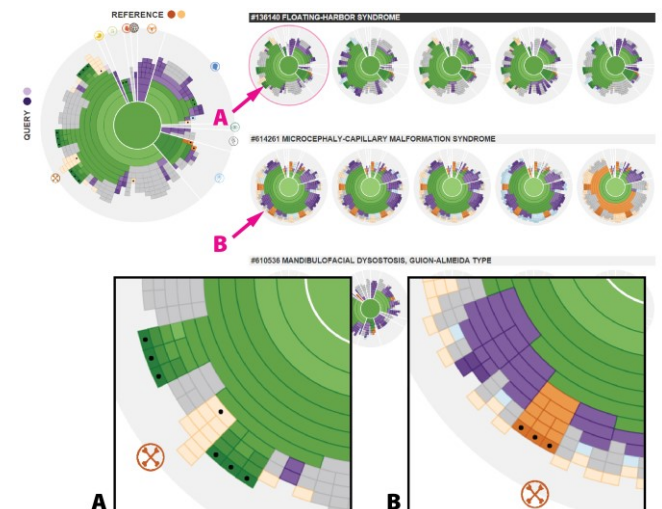 REFERENCE
QUERY
#136140 FLOATING-HARBOR SYNDROME
A
#614261 MICROCEPHALY-CAPILLARY MALFORMATION SYNDROME
B
#610536 MANDIBULOFACIAL DYSOSTOSIS, GUION-ALMEIDA TYPE
A
B